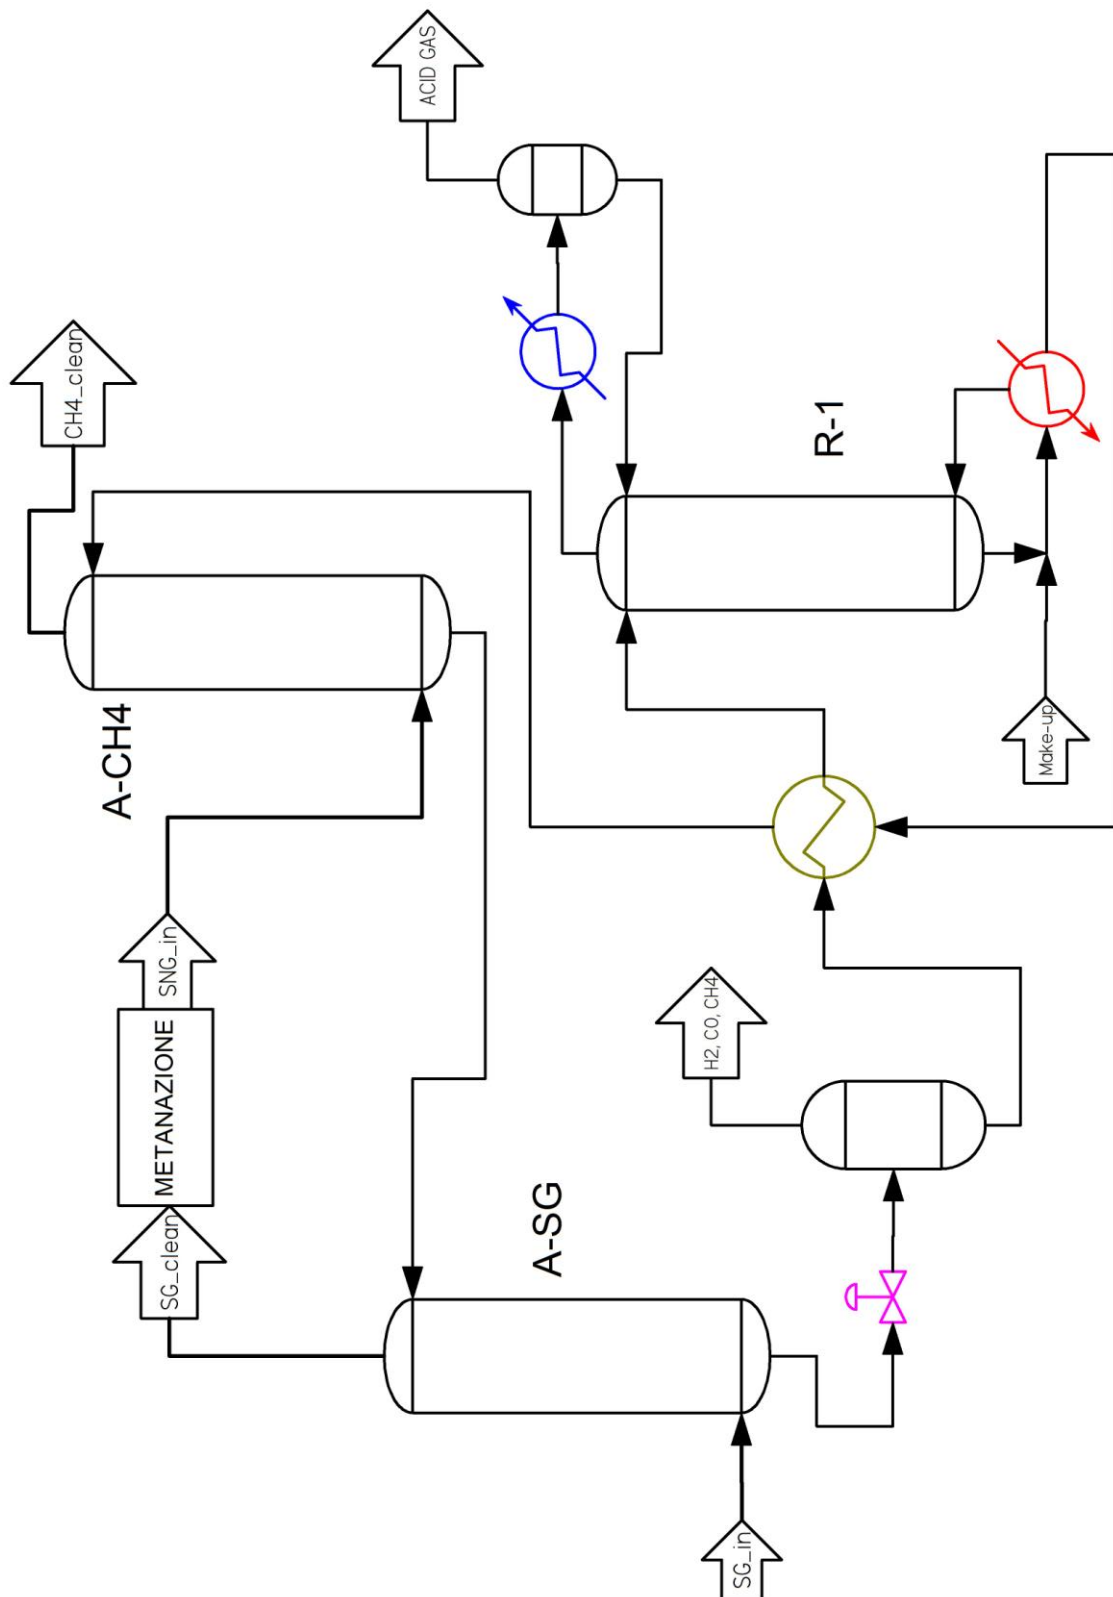 ACID GAS
CH4_clean
R-1
A-CH4
Make-up
SNG_in
METANAZIONE
H2, CO, CH4
SG_clean
A-SG
SG_in